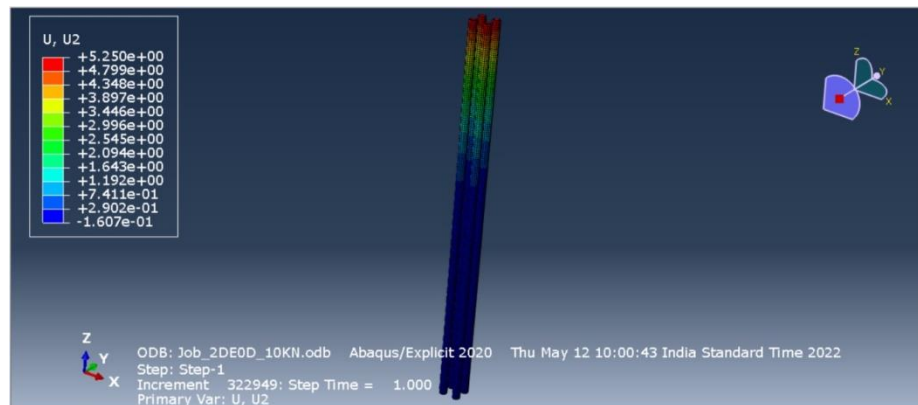 U, U2
+5.250e+00
+4.799e+00
+4.348e+00
+3.897e+00
+3.446e+00
+2.996e+00
+2.545e+00
+2.094e+00
+1.643e+00
+1.192e+00
+7.411e-01
+2.902e-01
-1.607e-01
Z
Y
X
Z
Y
X
ODB: Job_2DE0D_10KN.odb Abaqus/Explicit 2020 Thu May 12 10:00:43 India Standard Time 2022
Step: Step-1
Increment 322949: Step Time = 1.000
Primary Var: U, U2